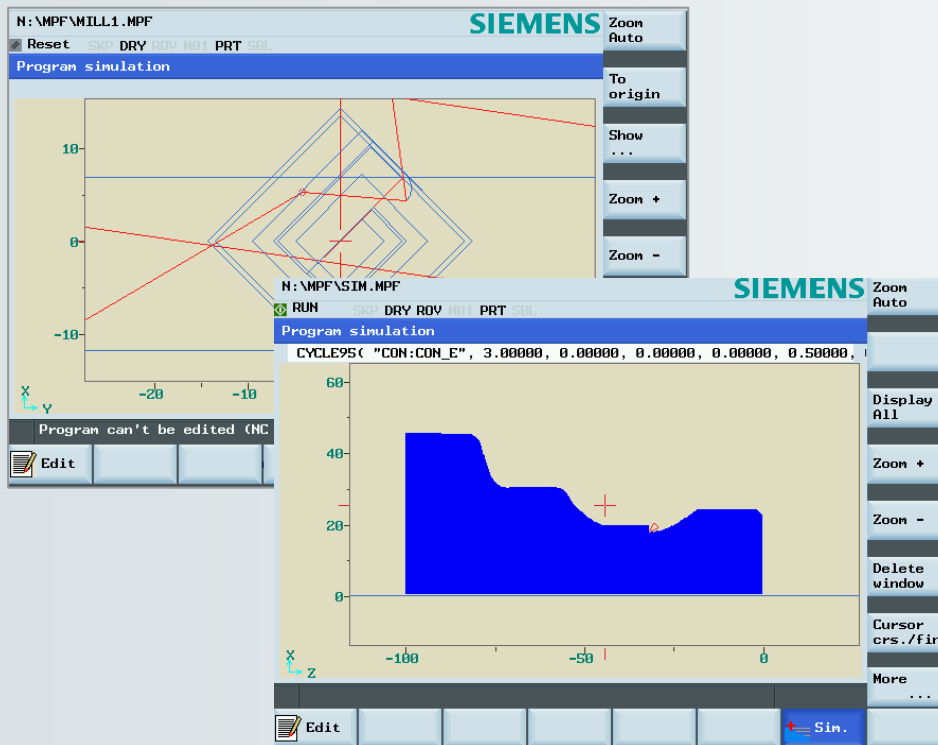 N:\MPF\MILL1.MPF
SIEMENS
Zoom
Auto
Reset
SKP DRY ROV M01 PRT SBL
Program simulation
To
origin
Show
...
Zoom +
Zoom -
10
0
-10
-20
-10
X
Y
Program can't be edited (NC
Edit
N:\MPF\SIM.MPF
SIEMENS
Zoom
Auto
RUN
SKP DRY ROV M01 PRT SBL
Program simulation
CYCLE95( "CON:CON_E", 3.00000, 0.00000, 0.00000, 0.00000, 0.50000,
Display
All
Zoom +
Zoom -
Delete
window
Cursor
crs./fin
More
...
60
40
20
0
-100
-50
0
X
Z
Edit
Sim.